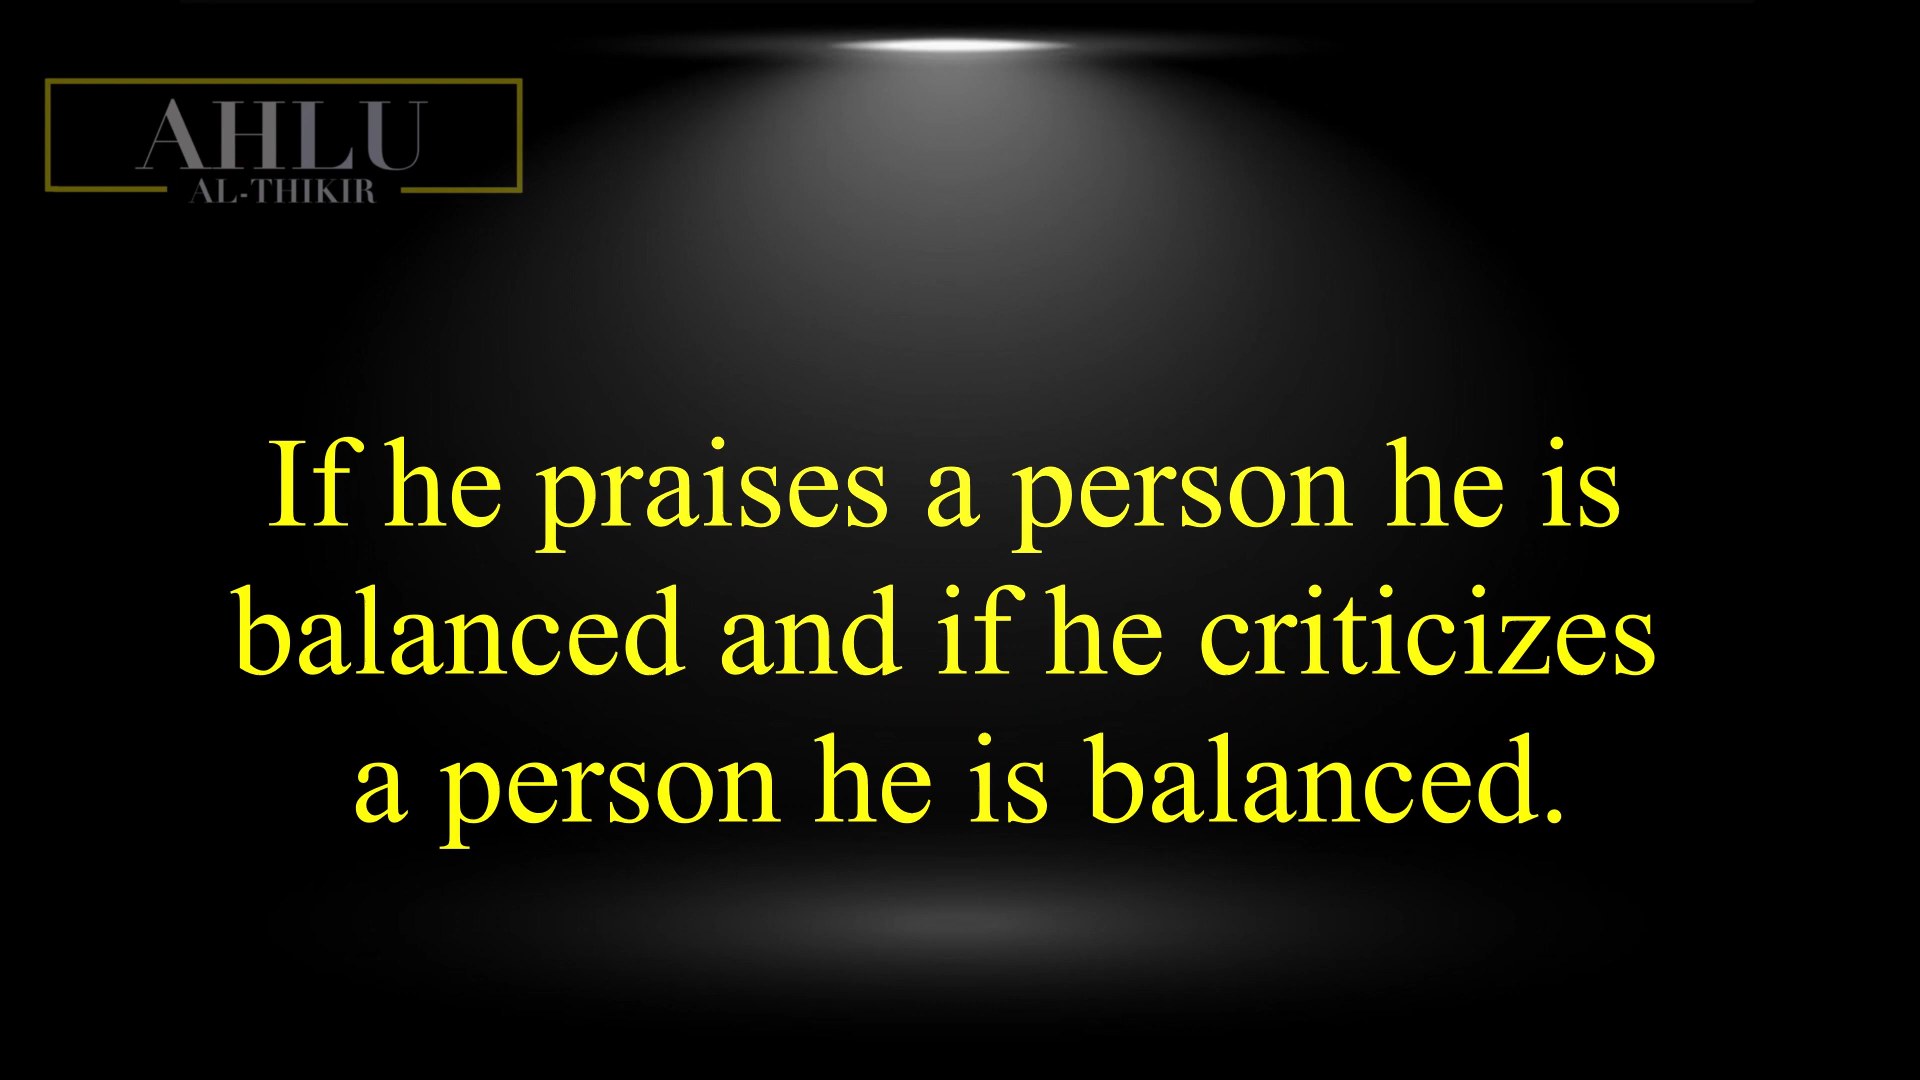 AHLU
AL-THIKIR
If he praises a person he is
balanced and if he criticizes
a person he is balanced.